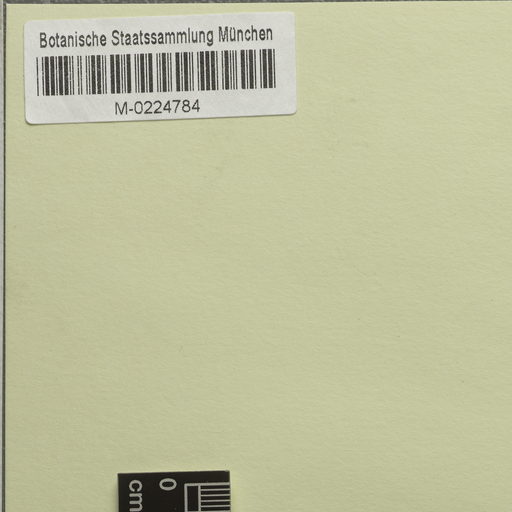 Botanische Staatssammlung München
M-0224784
0
cm